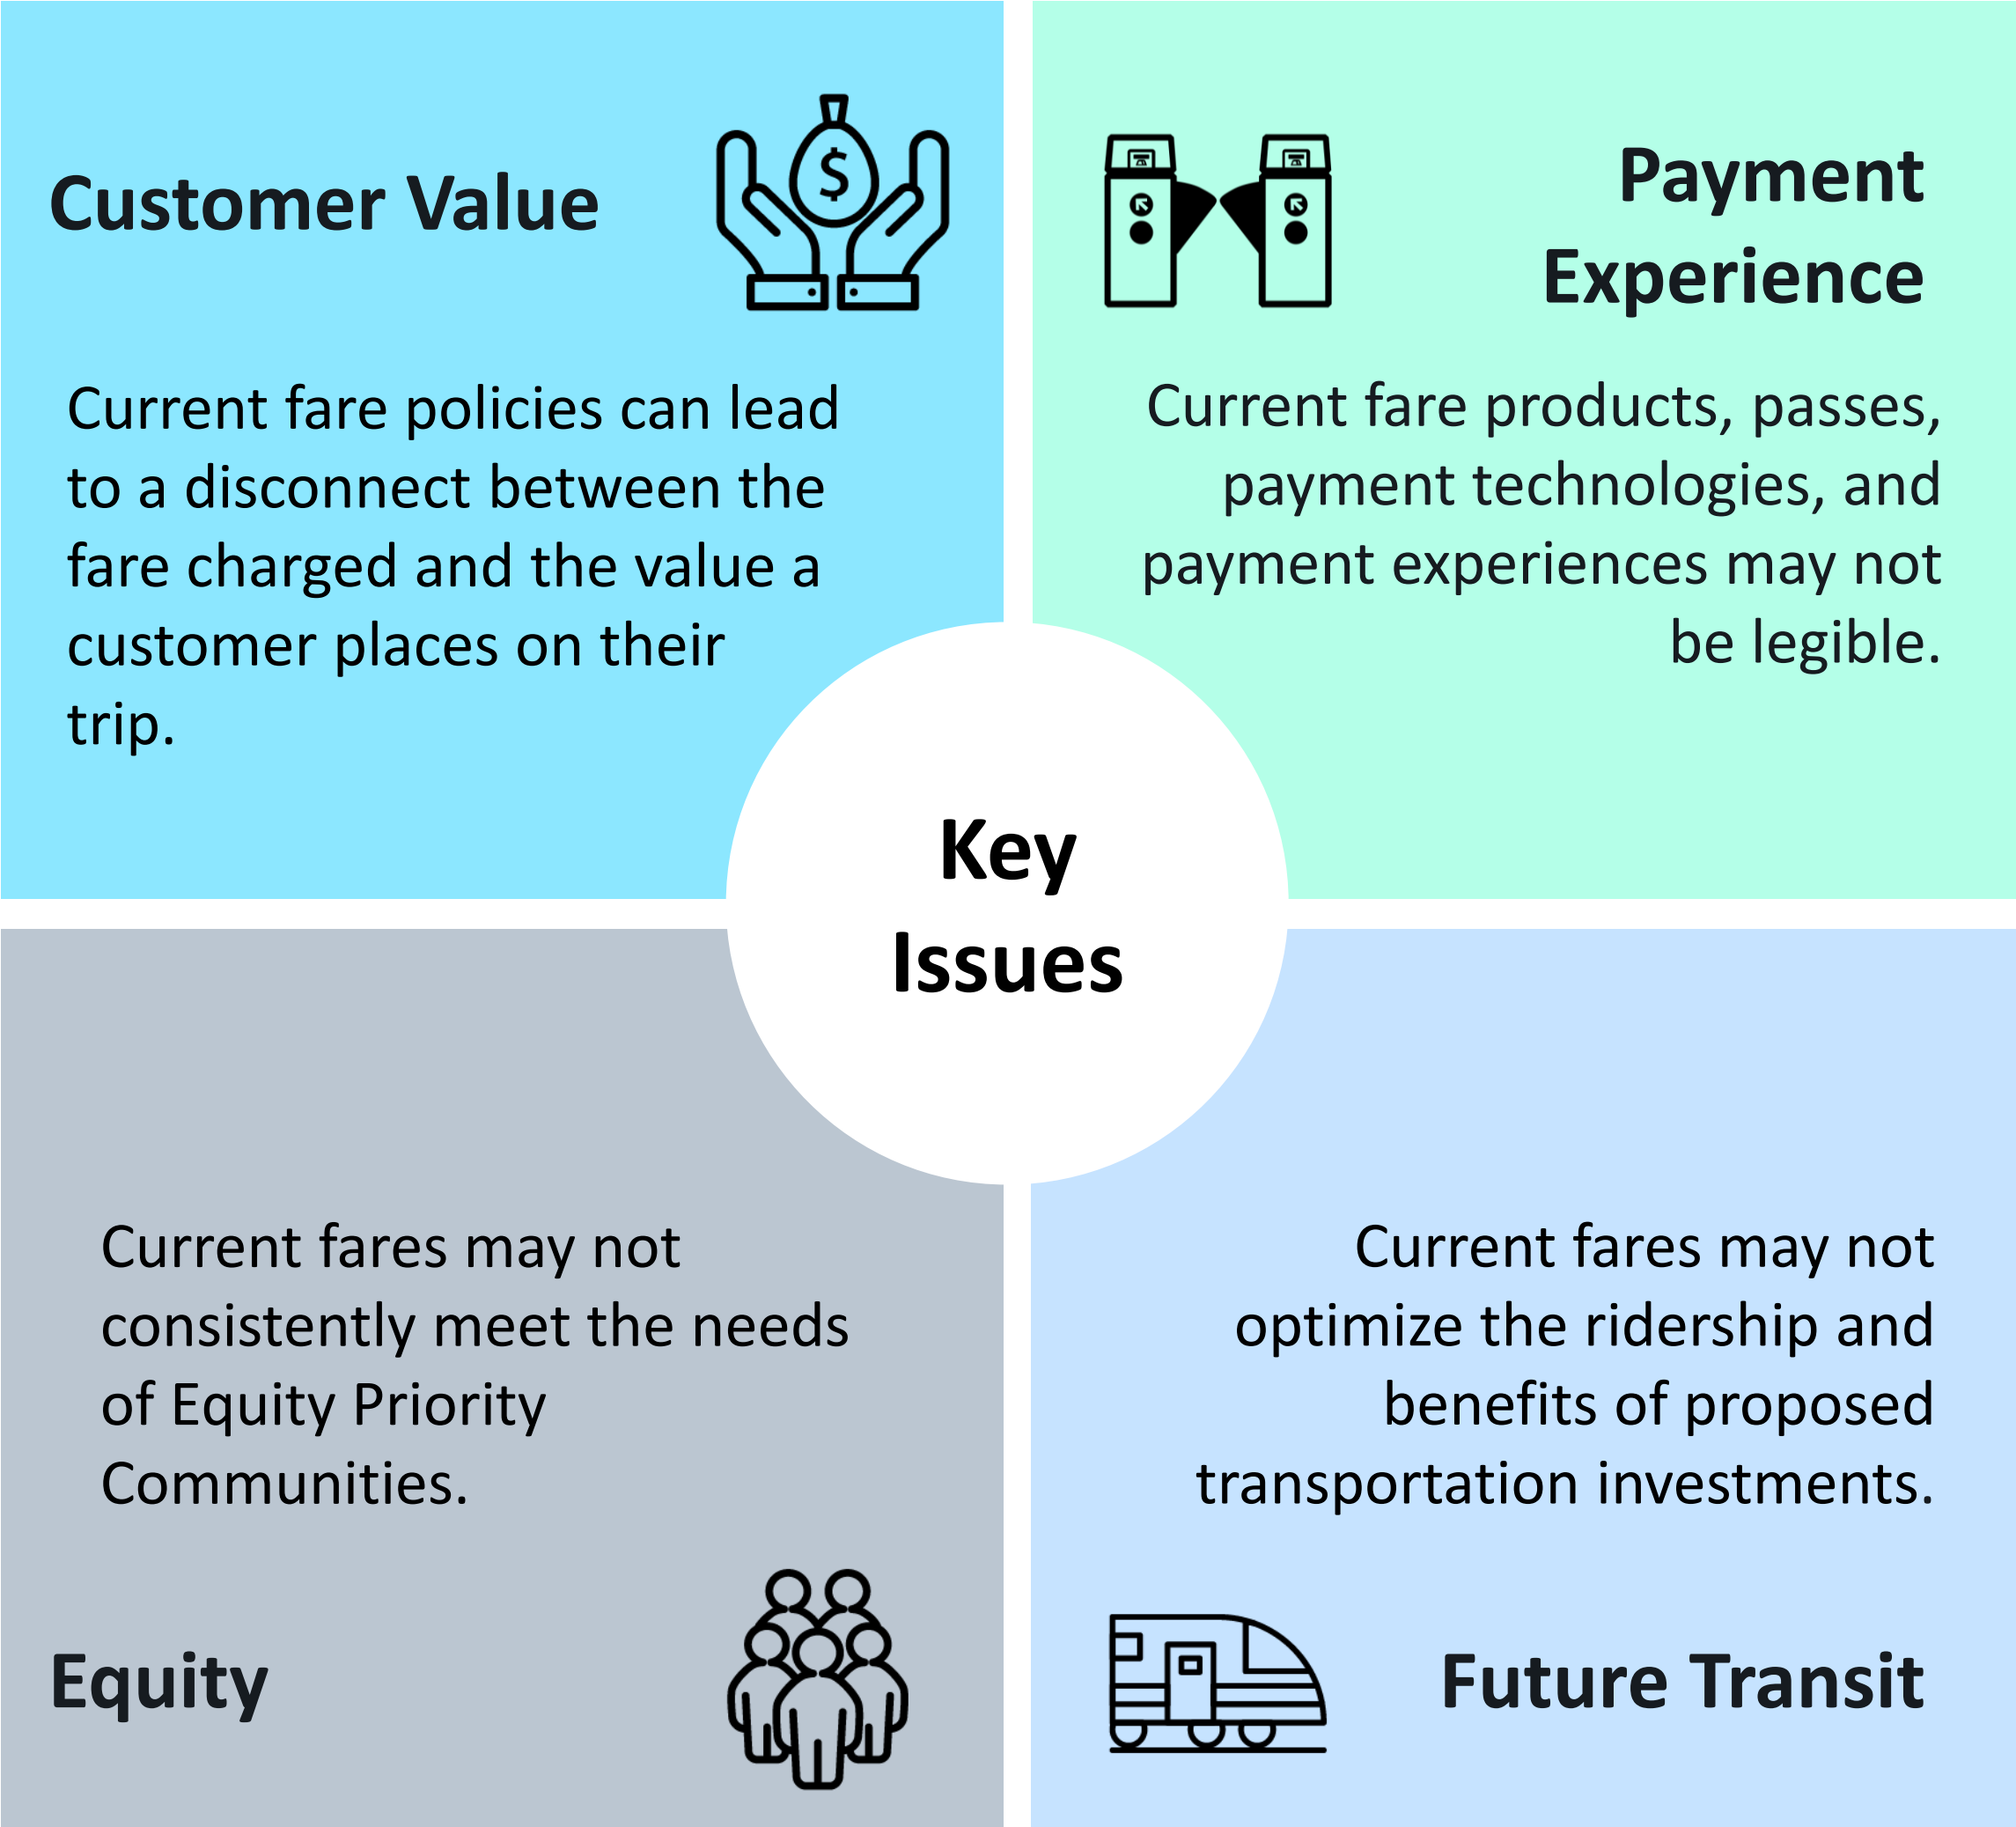 Customer Value
$
Current fare policies can lead
to a disconnect between the
fare charged and the value a
customer places on their
trip.
Payment
Experience
Current fare products, passes,
payment technologies, and
payment experiences may not
be legible.
Key
Issues
Current fares may not
consistently meet the needs
of Equity Priority
Communities.
Equity
Current fares may not
optimize the ridership and
benefits of proposed
transportation investments.
Future Transit